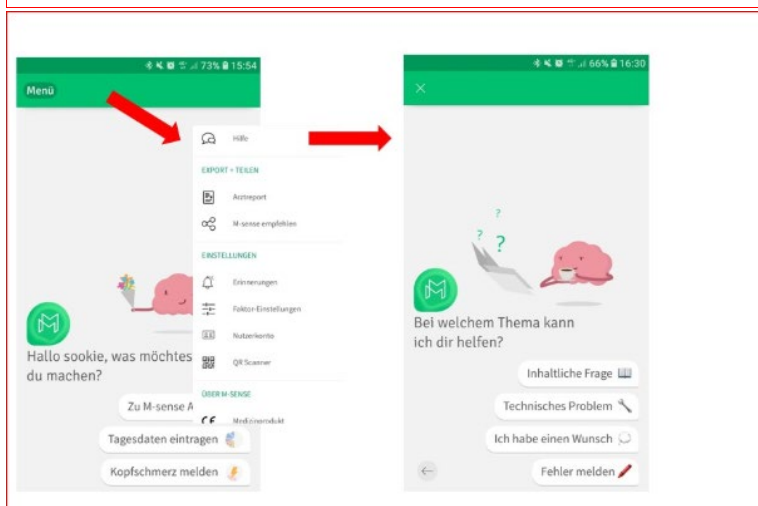 73% 15:54
Menü
Hilfe
EXPORT + TEILEN
Arztreport
M-sense empfehlen
EINSTELLUNGEN
Erinnerungen
Faktor-Einstellungen
Nutzerkonto
QR Scanner
ÜBER M-SENSE
CE Medizinprodukt
Hallo sookie, was möchtes
du machen?
Zu M-sense A
Tagesdaten eintragen
Kopfschmerz melden
66% 16:30
? ? ?
M
Bei welchem Thema kann
ich dir helfen?
Inhaltliche Frage
Technisches Problem
Ich habe einen Wunsch
Fehler melden